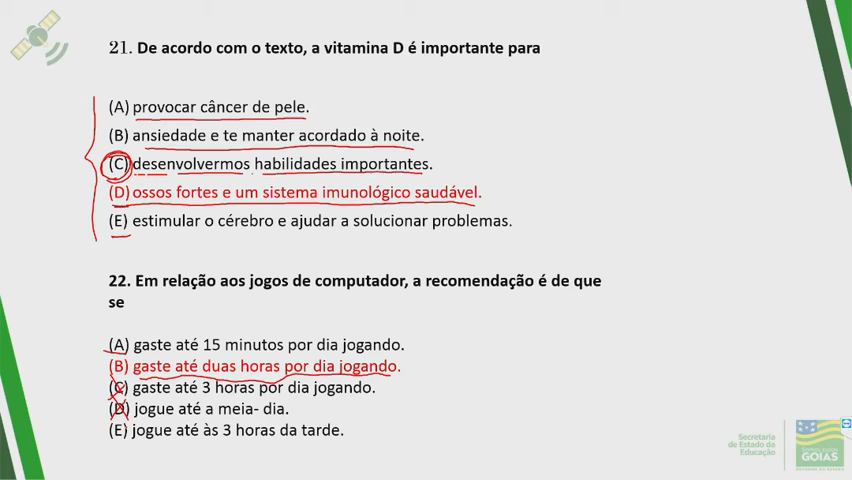 21. De acordo com o texto, a vitamina D é importante para
(A) provocar câncer de pele.
(B) ansiedade e te manter acordado à noite.
(C) desenvolvermos habilidades importantes.
(D) ossos fortes e um sistema imunológico saudável.
(E) estimular o cérebro e ajudar a solucionar problemas.
22. Em relação aos jogos de computador, a recomendação é de que
se
(A) gaste até 15 minutos por dia jogando.
(B) gaste até duas horas por dia jogando.
(C) gaste até 3 horas por dia jogando.
(D) jogue até a meia- dia.
(E) jogue até às 3 horas da tarde.
Secretaria
de Estado da
Educação
GOIÁS